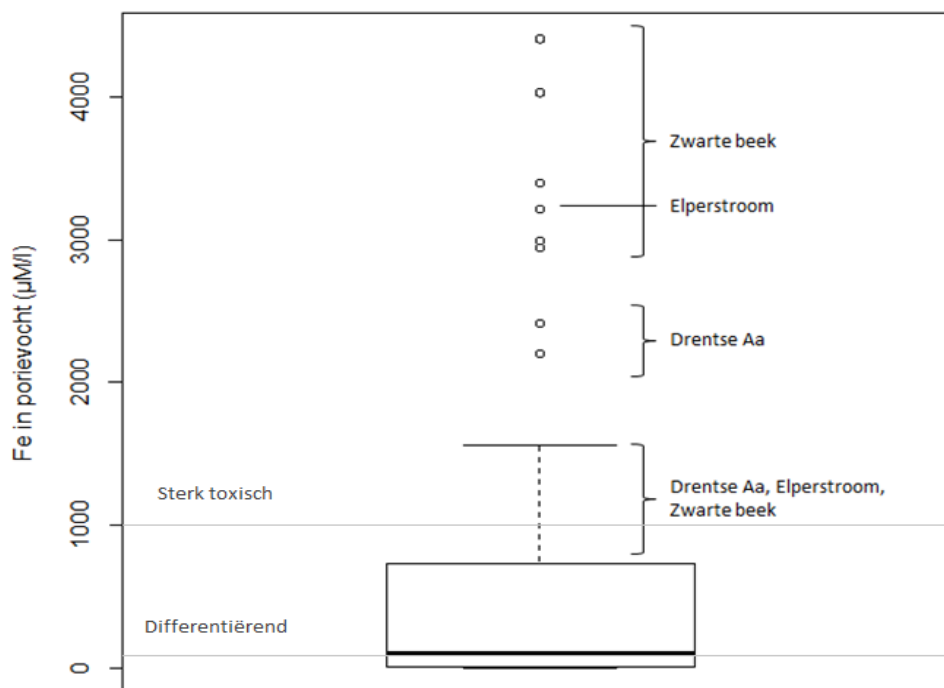 Fe in porievocht (µM/l)
4000
3000
2000
1000
0
Zwarte beek
Elperstroom
Drentse Aa
Drentse Aa, Elperstroom,
Zwarte beek
Sterk toxisch
Differentiërend